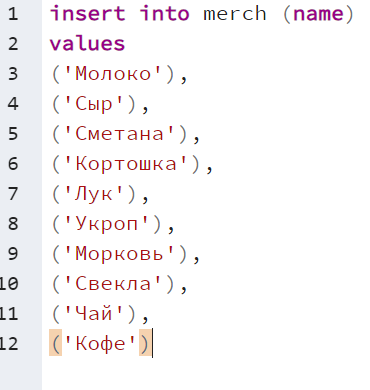 1 insert into merch (name)
2 values
3 ('Молоко'),
4 ('Сыр'),
5 ('Сметана'),
6 ('Кортошка'),
7 ('Лук'),
8 ('Укроп'),
9 ('Морковь'),
10 ('Свекла'),
11 ('Чай'),
12 ('Кофе')